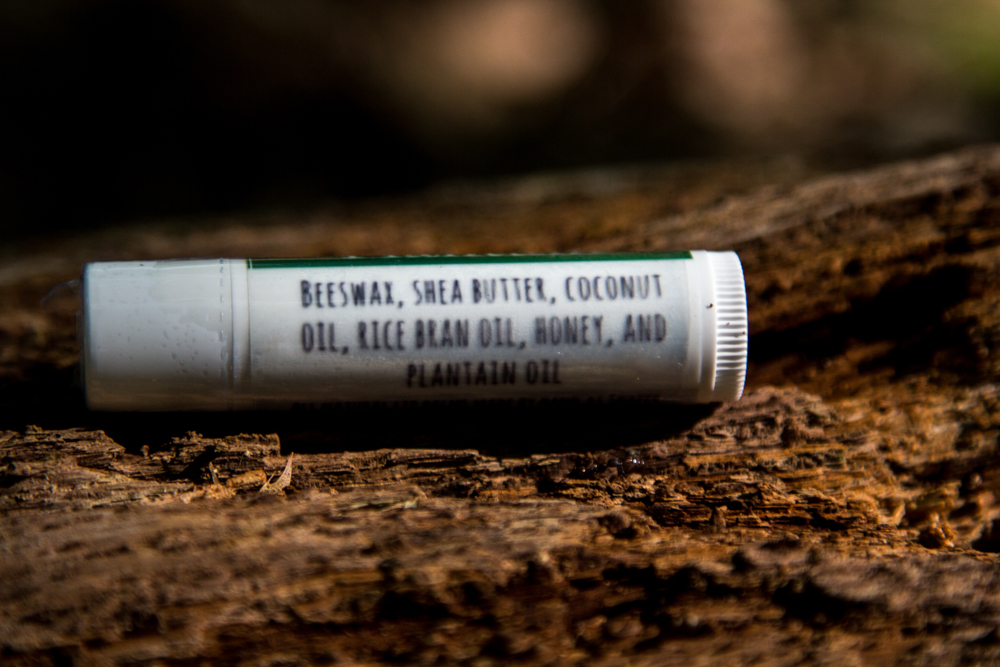 Beeswax, shea butter, coconut
oil, rice bran oil, honey, and
plantain oil